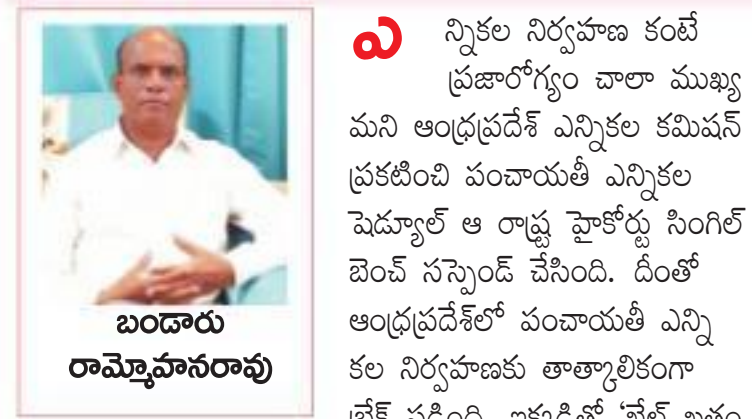 బండారు
రామ్మోహనరావు
ఎన్నికల నిర్వహణ కంటే
ప్రజారోగ్యం చాలా ముఖ్య
మని ఆంధ్రప్రదేశ్ ఎన్నికల కమిషన్
ప్రకటించి పంచాయతీ ఎన్నికల
షెడ్యూల్ ఆ రాష్ట్ర హైకోర్టు సింగిల్
బెంచ్ సస్పెండ్ చేసింది. దీంతో
ఆంధ్రప్రదేశ్‌లో పంచాయతీ ఎన్ని
కల నిర్వహణకు తాత్కాలికంగా